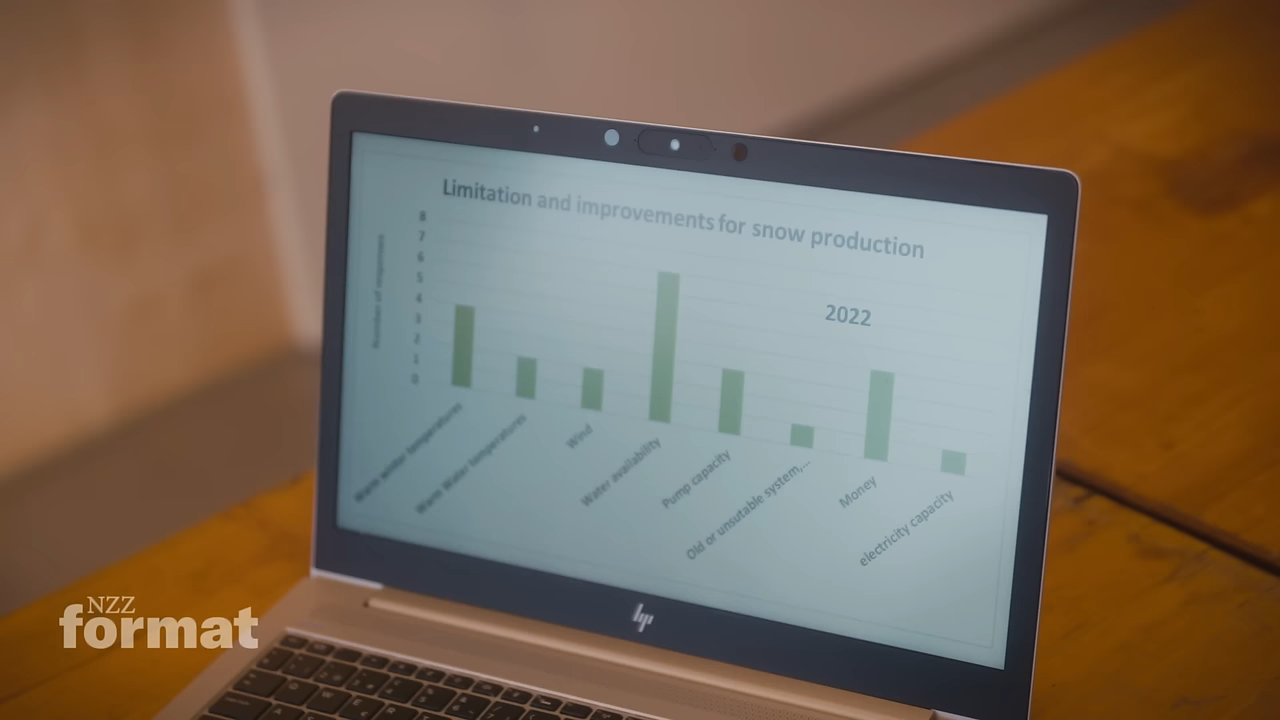 Limitation and improvements for snow production
2022
Number of responses
8
7
6
5
4
3
2
1
0
Warm winter temperatures
Warm Water temperatures
Wind
Water availability
Pump capacity
Old or unsutable system,...
Money
electricity capacity
hp
NZZ
format